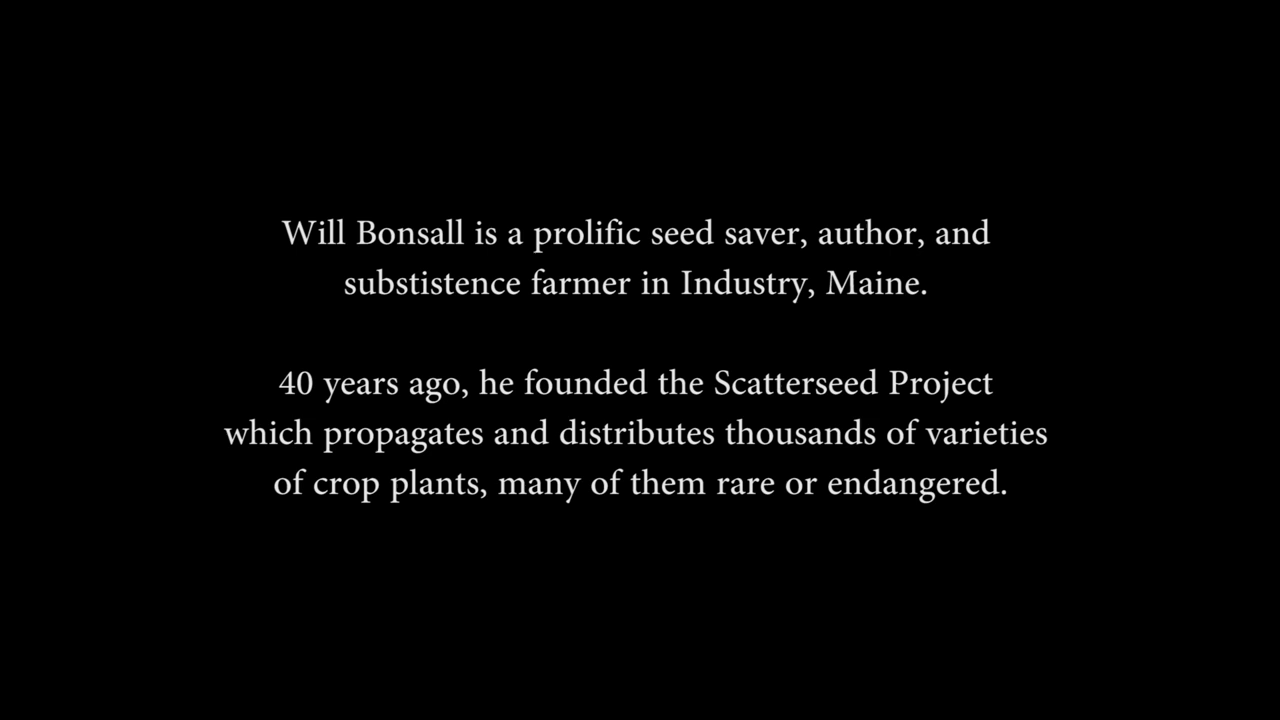 Will Bonsall is a prolific seed saver, author, and
substistence farmer in Industry, Maine.
40 years ago, he founded the Scatterseed Project
which propagates and distributes thousands of varieties
of crop plants, many of them rare or endangered.